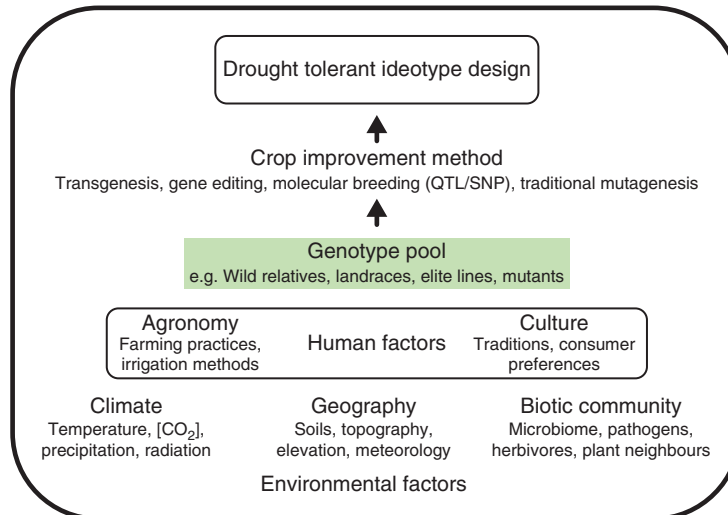 Drought tolerant ideotype design
Crop improvement method
Transgenesis, gene editing, molecular breeding (QTL/SNP), traditional mutagenesis
Genotype pool
e.g. Wild relatives, landraces, elite lines, mutants
Agronomy
Farming practices,
irrigation methods
Human factors
Culture
Traditions, consumer
preferences
Climate
Temperature, [CO₂],
precipitation, radiation
Geography
Soils, topography,
elevation, meteorology
Biotic community
Microbiome, pathogens,
herbivores, plant neighbours
Environmental factors